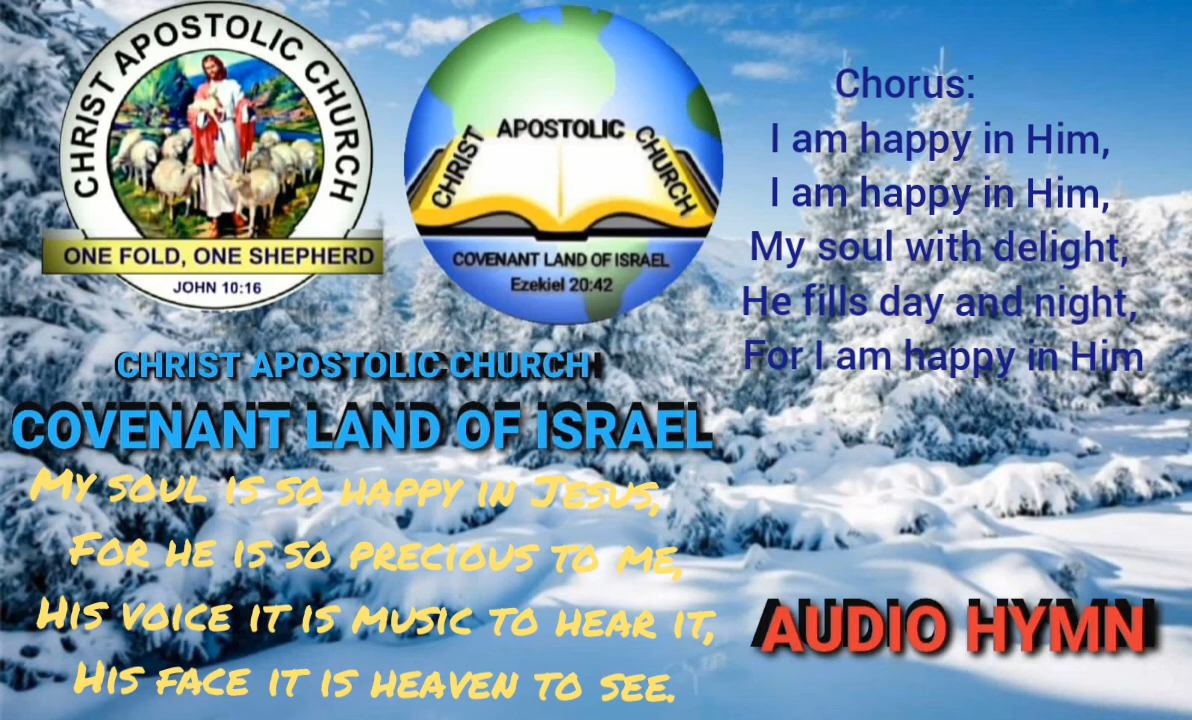 CHRIST APOSTOLIC CHURCH
ONE FOLD, ONE SHEPHERD
JOHN 10:16
CHRIST APOSTOLIC CHURCH
COVENANT LAND OF ISRAEL
Ezekiel 20:42
Chorus:
I am happy in Him,
I am happy in Him,
My soul with delight,
He fills day and night,
For I am happy in Him
CHRIST APOSTOLIC CHURCH
COVENANT LAND OF ISRAEL
My soul is so happy in Jesus,
For he is so precious to me,
His voice it is music to hear it,
His face it is heaven to see.
AUDIO HYMN